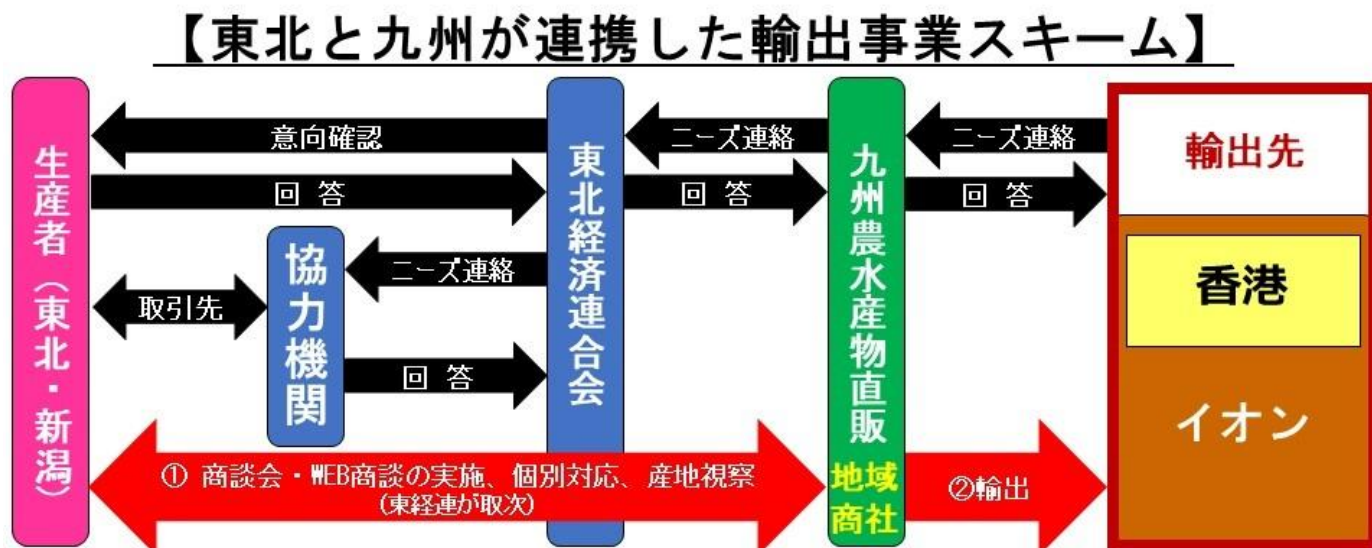 【東北と九州が連携した輸出事業スキーム】
生産者（東北・新潟）
意向確認
回 答
取引先
協力機関
ニーズ連絡
回 答
東北経済連合会
ニーズ連絡
回 答
九州農水産物直販
地域
商社
ニーズ連絡
回 答
輸出先
香港
イオン
① 商談会・WEB商談の実施、個別対応、産地視察
(東経連が取次)
②輸出